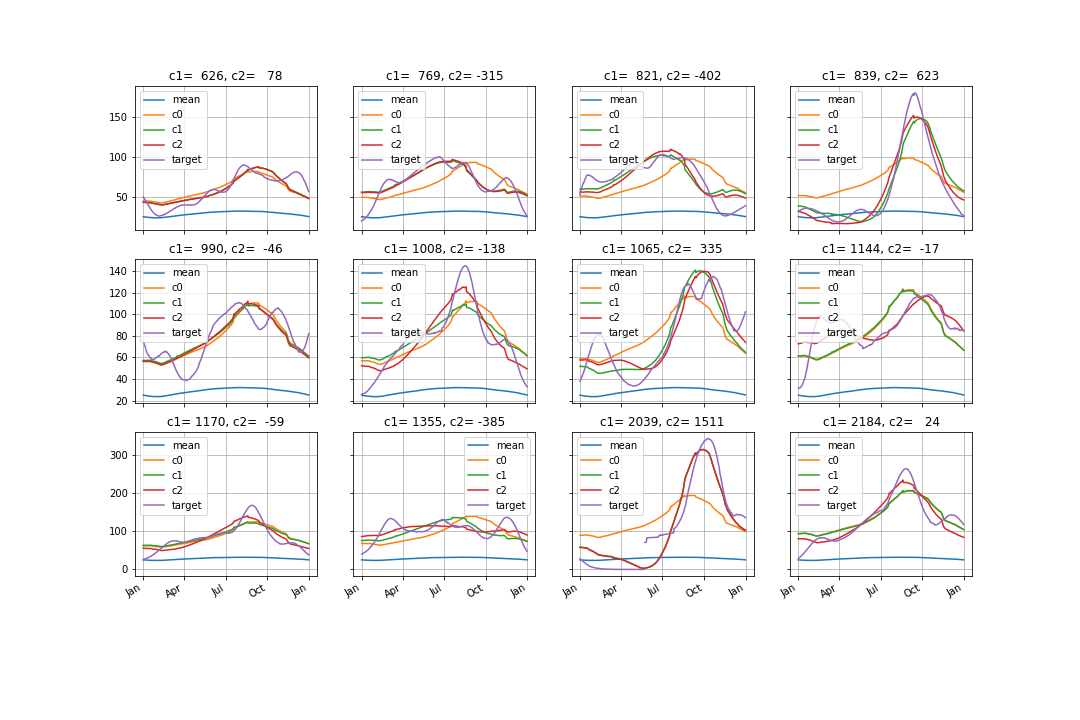 c1=  626, c2=   78
c1=  769, c2= -315
c1=  821, c2= -402
c1=  839, c2=  623
150
100
50
mean
c0
c1
c2
target
mean
c0
c1
c2
target
mean
c0
c1
c2
target
mean
c0
c1
c2
target
c1=  990, c2=  -46
c1= 1008, c2= -138
c1= 1065, c2=  335
c1= 1144, c2=  -17
140
120
100
80
60
40
20
mean
c0
c1
c2
target
mean
c0
c1
c2
target
mean
c0
c1
c2
target
mean
c0
c1
c2
target
c1= 1170, c2=  -59
c1= 1355, c2= -385
c1= 2039, c2= 1511
c1= 2184, c2=   24
300
200
100
0
mean
c0
c1
c2
target
mean
c0
c1
c2
target
mean
c0
c1
c2
target
mean
c0
c1
c2
target
Jan Apr Jul Oct Jan
Jan Apr Jul Oct Jan
Jan Apr Jul Oct Jan
Jan Apr Jul Oct Jan